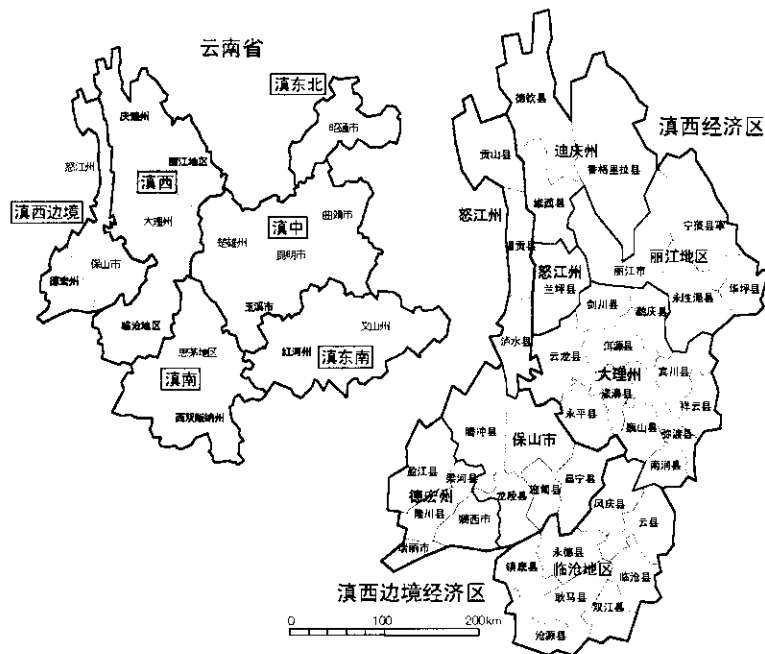 云南省
滇东北
昭通市
怒江州
丽江地区
滇西
大理州
滇西边境
保山市
德宏州
楚雄州
滇中
曲靖市
昆明市
玉溪市
临沧地区
思茅地区
滇南
西双版纳州
红河州
文山州
滇东南
滇西经济区
德钦县
贡山县
迪庆州
香格里拉县
维西县
怒江州
福贡县
怒江州
兰坪县
泸水县
丽江市
丽江地区
永胜县
华坪县
剑川县
鹤庆县
云龙县
洱源县
大理州
宾川县
漾濞县
祥云县
永平县
巍山县
弥渡县
南涧县
腾冲县
保山市
盈江县
梁河县
德宏州
龙陵县
施甸县
昌宁县
隆川县
潞西市
瑞丽市
凤庆县
云县
永德县
镇康县
临沧地区
临沧县
耿马县
双江县
沧源县
滇西边境经济区
0 100 200km